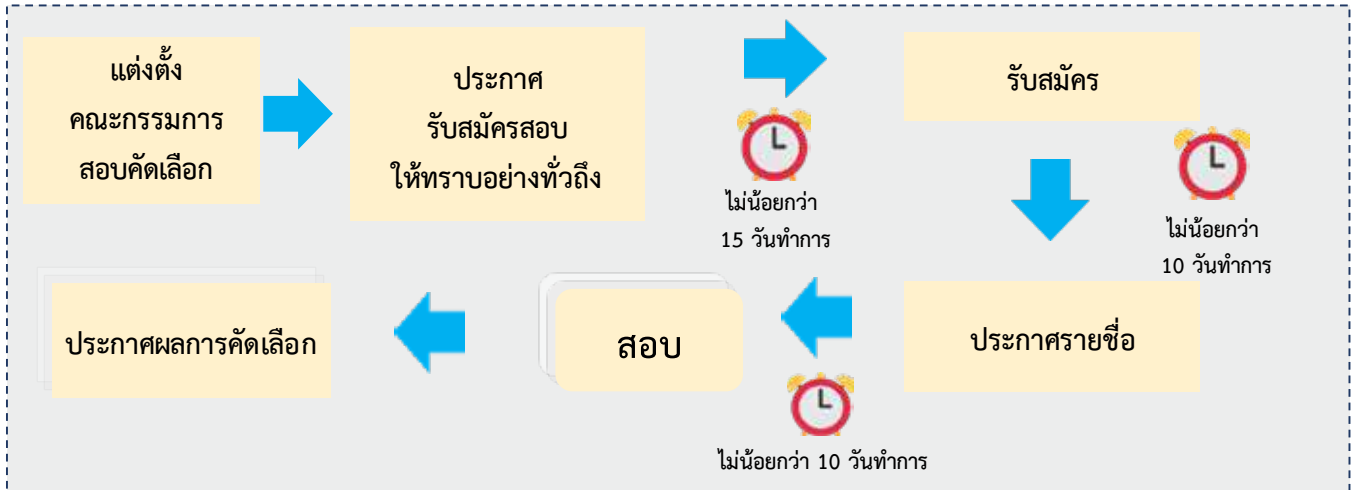 แต่งตั้ง
คณะกรรมการ
สอบคัดเลือก
ประกาศ
รับสมัครสอบ
ให้ทราบอย่างทั่วถึง
ไม่น้อยกว่า
15 วันทำการ
รับสมัคร
ไม่น้อยกว่า
10 วันทำการ
ประกาศรายชื่อ
ไม่น้อยกว่า 10 วันทำการ
สอบ
ประกาศผลการคัดเลือก